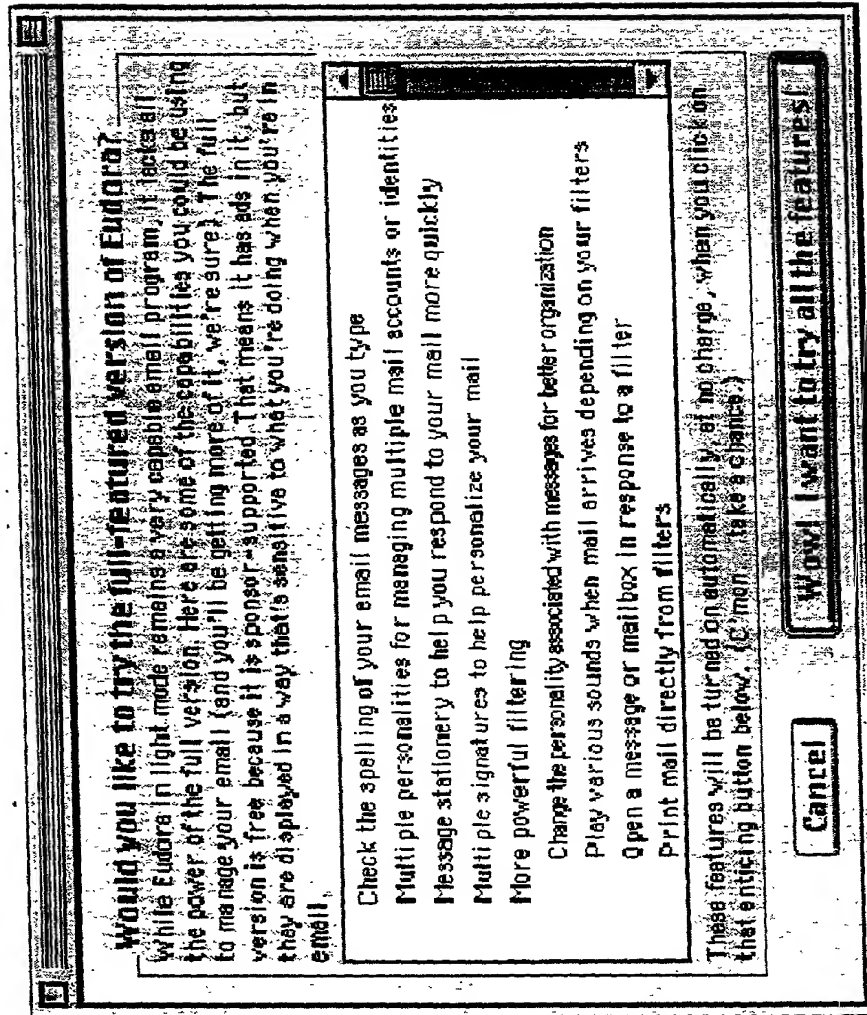 Would you like to try the full-featured version of Eudora?
While Eudora in light mode remains a very capable email program, it lacks all
the power of the full version. Here are some of the capabilities you could be using
to manage your email (and you'll be getting more of it, we're sure). The full
version is free because it is sponsor-supported. That means it has ads in it, but
they are displayed in a way that's sensitive to what you're doing when you're in
email.
Check the spelling of your email messages as you type
Multiple personalities for managing multiple mail accounts or identities
Message stationery to help you respond to your mail more quickly
Multiple signatures to help personalize your mail
More powerful filtering
Change the personality associated with messages for better organization
Play various sounds when mail arrives depending on your filters
Open a message or mailbox in response to a filter
Print mail directly from filters
These features will be turned on automatically, at no charge, when you click on
that enticing button below. (C'mon... take a chance.)
Cancel
Wow! I want to try all the features!